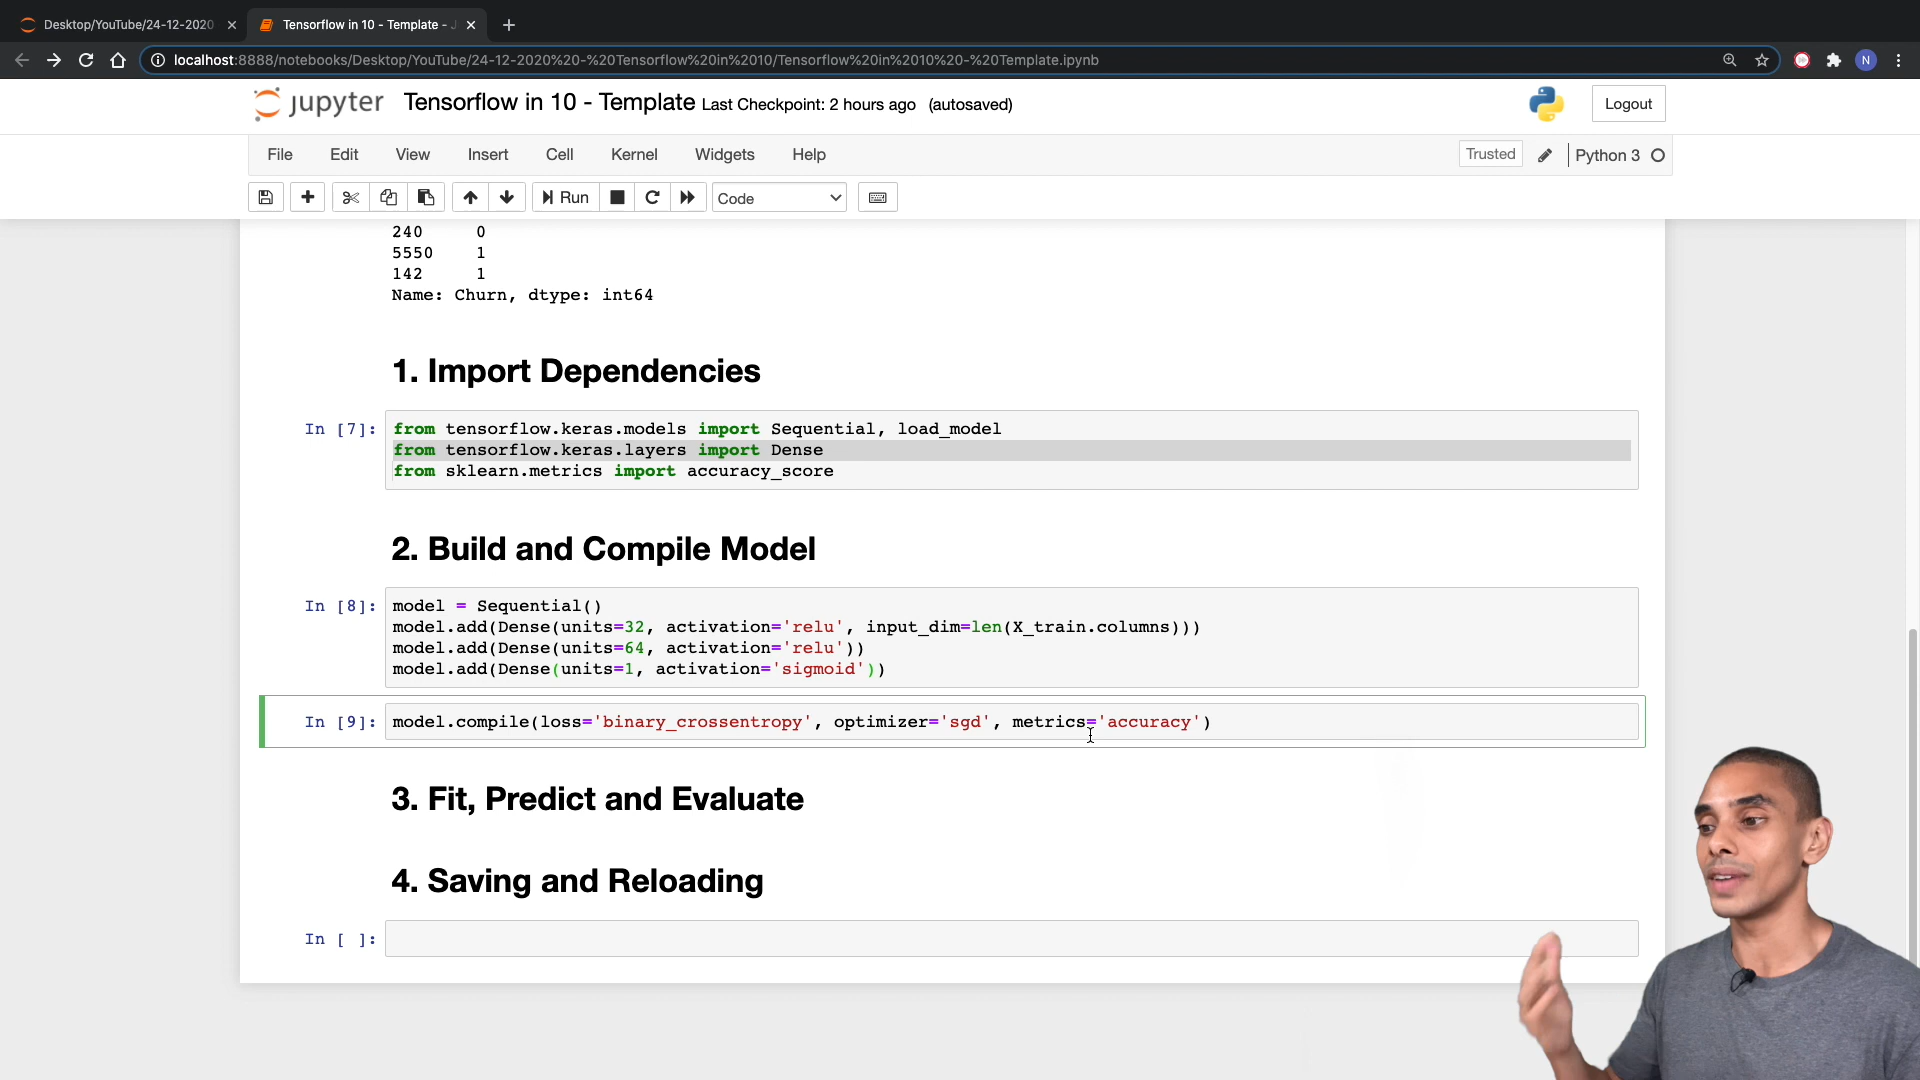 Desktop/YouTube/24-12-2020
Tensorflow in 10 - Template - J
localhost:8888/notebooks/Desktop/YouTube/24-12-2020%20-%20Tensorflow%20in%2010/Tensorflow%20in%2010%20-%20Template.ipynb
N
jupyter Tensorflow in 10 - Template Last Checkpoint: 2 hours ago (autosaved)
Logout
File Edit View Insert Cell Kernel Widgets Help
Trusted Python 3
Run Code
240 0
5550 1
142 1
Name: Churn, dtype: int64
1. Import Dependencies
In [7]: from tensorflow.keras.models import Sequential, load_model
from tensorflow.keras.layers import Dense
from sklearn.metrics import accuracy_score
2. Build and Compile Model
In [8]: model = Sequential()
model.add(Dense(units=32, activation='relu', input_dim=len(X_train.columns)))
model.add(Dense(units=64, activation='relu'))
model.add(Dense(units=1, activation='sigmoid'))
In [9]: model.compile(loss='binary_crossentropy', optimizer='sgd', metrics='accuracy')
3. Fit, Predict and Evaluate
4. Saving and Reloading
In [ ]: